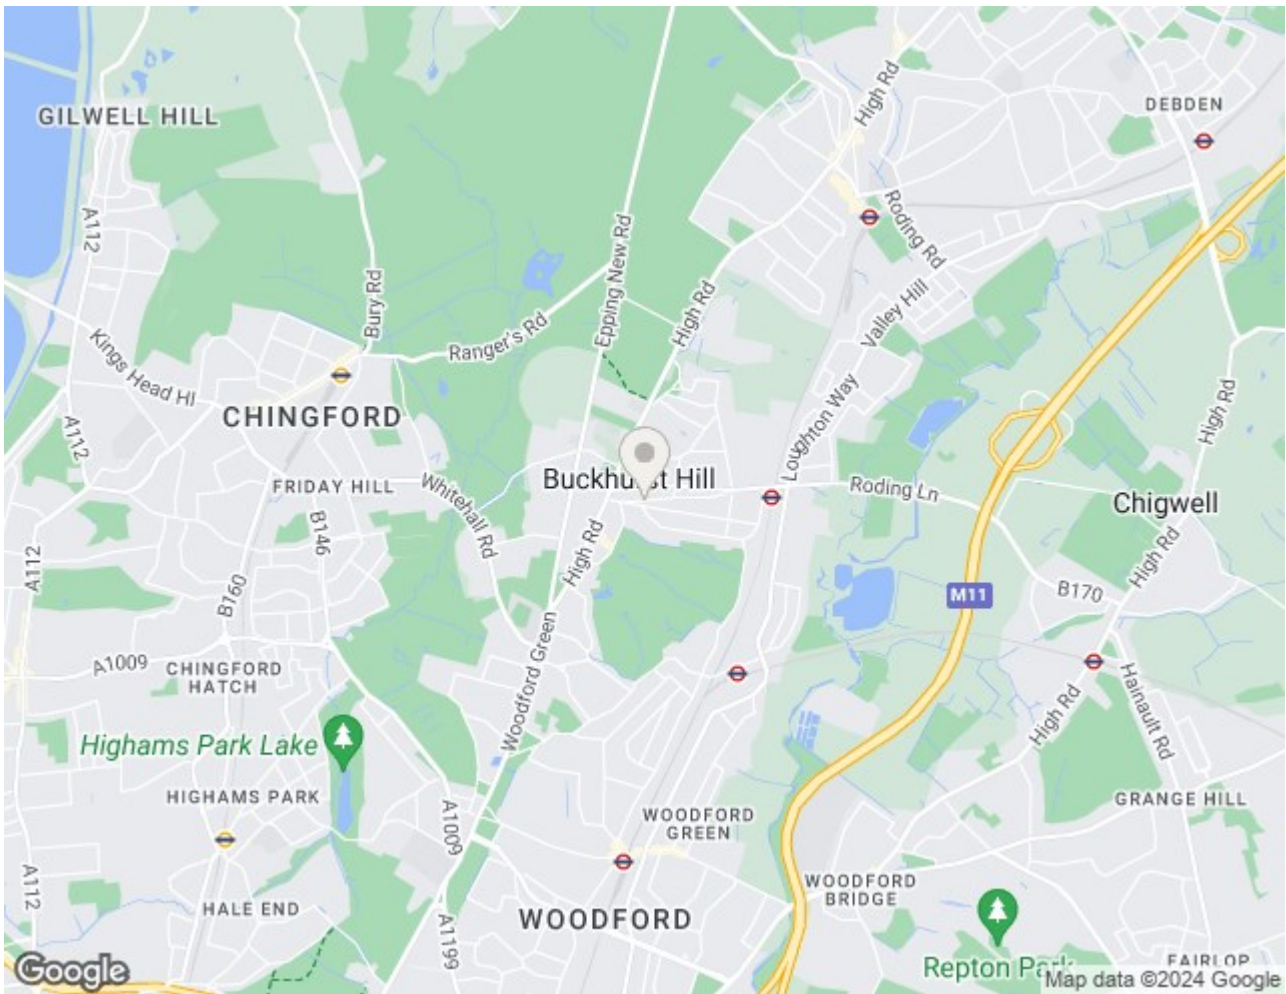 High Rd
DEBDEN
GILWELL HILL
A112
Roding Rd
Epping New Rd
Bury Rd
High Rd
Valley Hill
Ranger's Rd
Kings Head Hl
CHINGFORD
High Rd
A112
Loughton Way
Buckhurst Hill
FRIDAY HILL
Whitehall Rd
Roding Ln
Chigwell
B146
High Rd
High Rd
A112
B160
M11
B170
Woodford Green
A1009
CHINGFORD
HATCH
Hainault Rd
High Rd
Highams Park Lake
HIGHAMS PARK
GRANGE HILL
A1009
WOODFORD
GREEN
A112
WOODFORD
BRIDGE
HALE END
WOODFORD
A1199
Repton Park
FAIRLOP
Google
Map data ©2024 Google